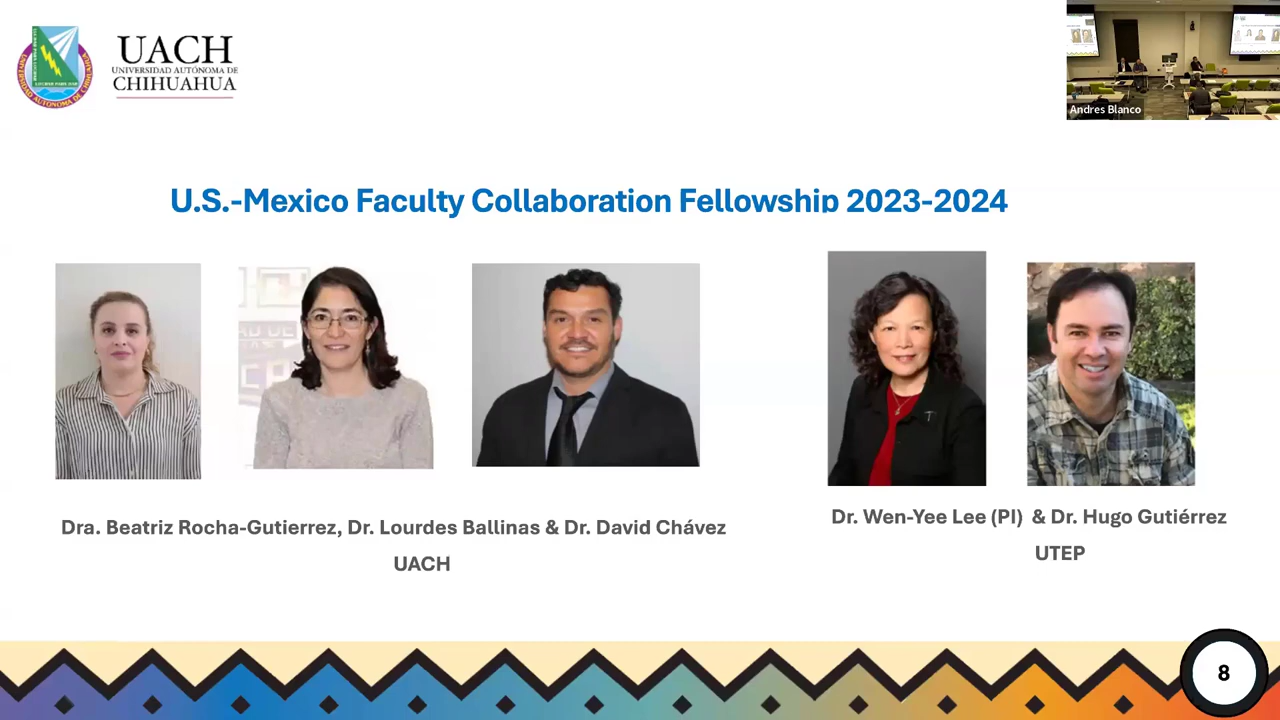 UACH
UNIVERSIDAD AUTÓNOMA DE
CHIHUAHUA
Andres Blanco
U.S.-Mexico Faculty Collaboration Fellowship 2023-2024
Dra. Beatriz Rocha-Gutierrez, Dr. Lourdes Ballinas & Dr. David Chávez
UACH
Dr. Wen-Yee Lee (PI) & Dr. Hugo Gutiérrez
UTEP
8